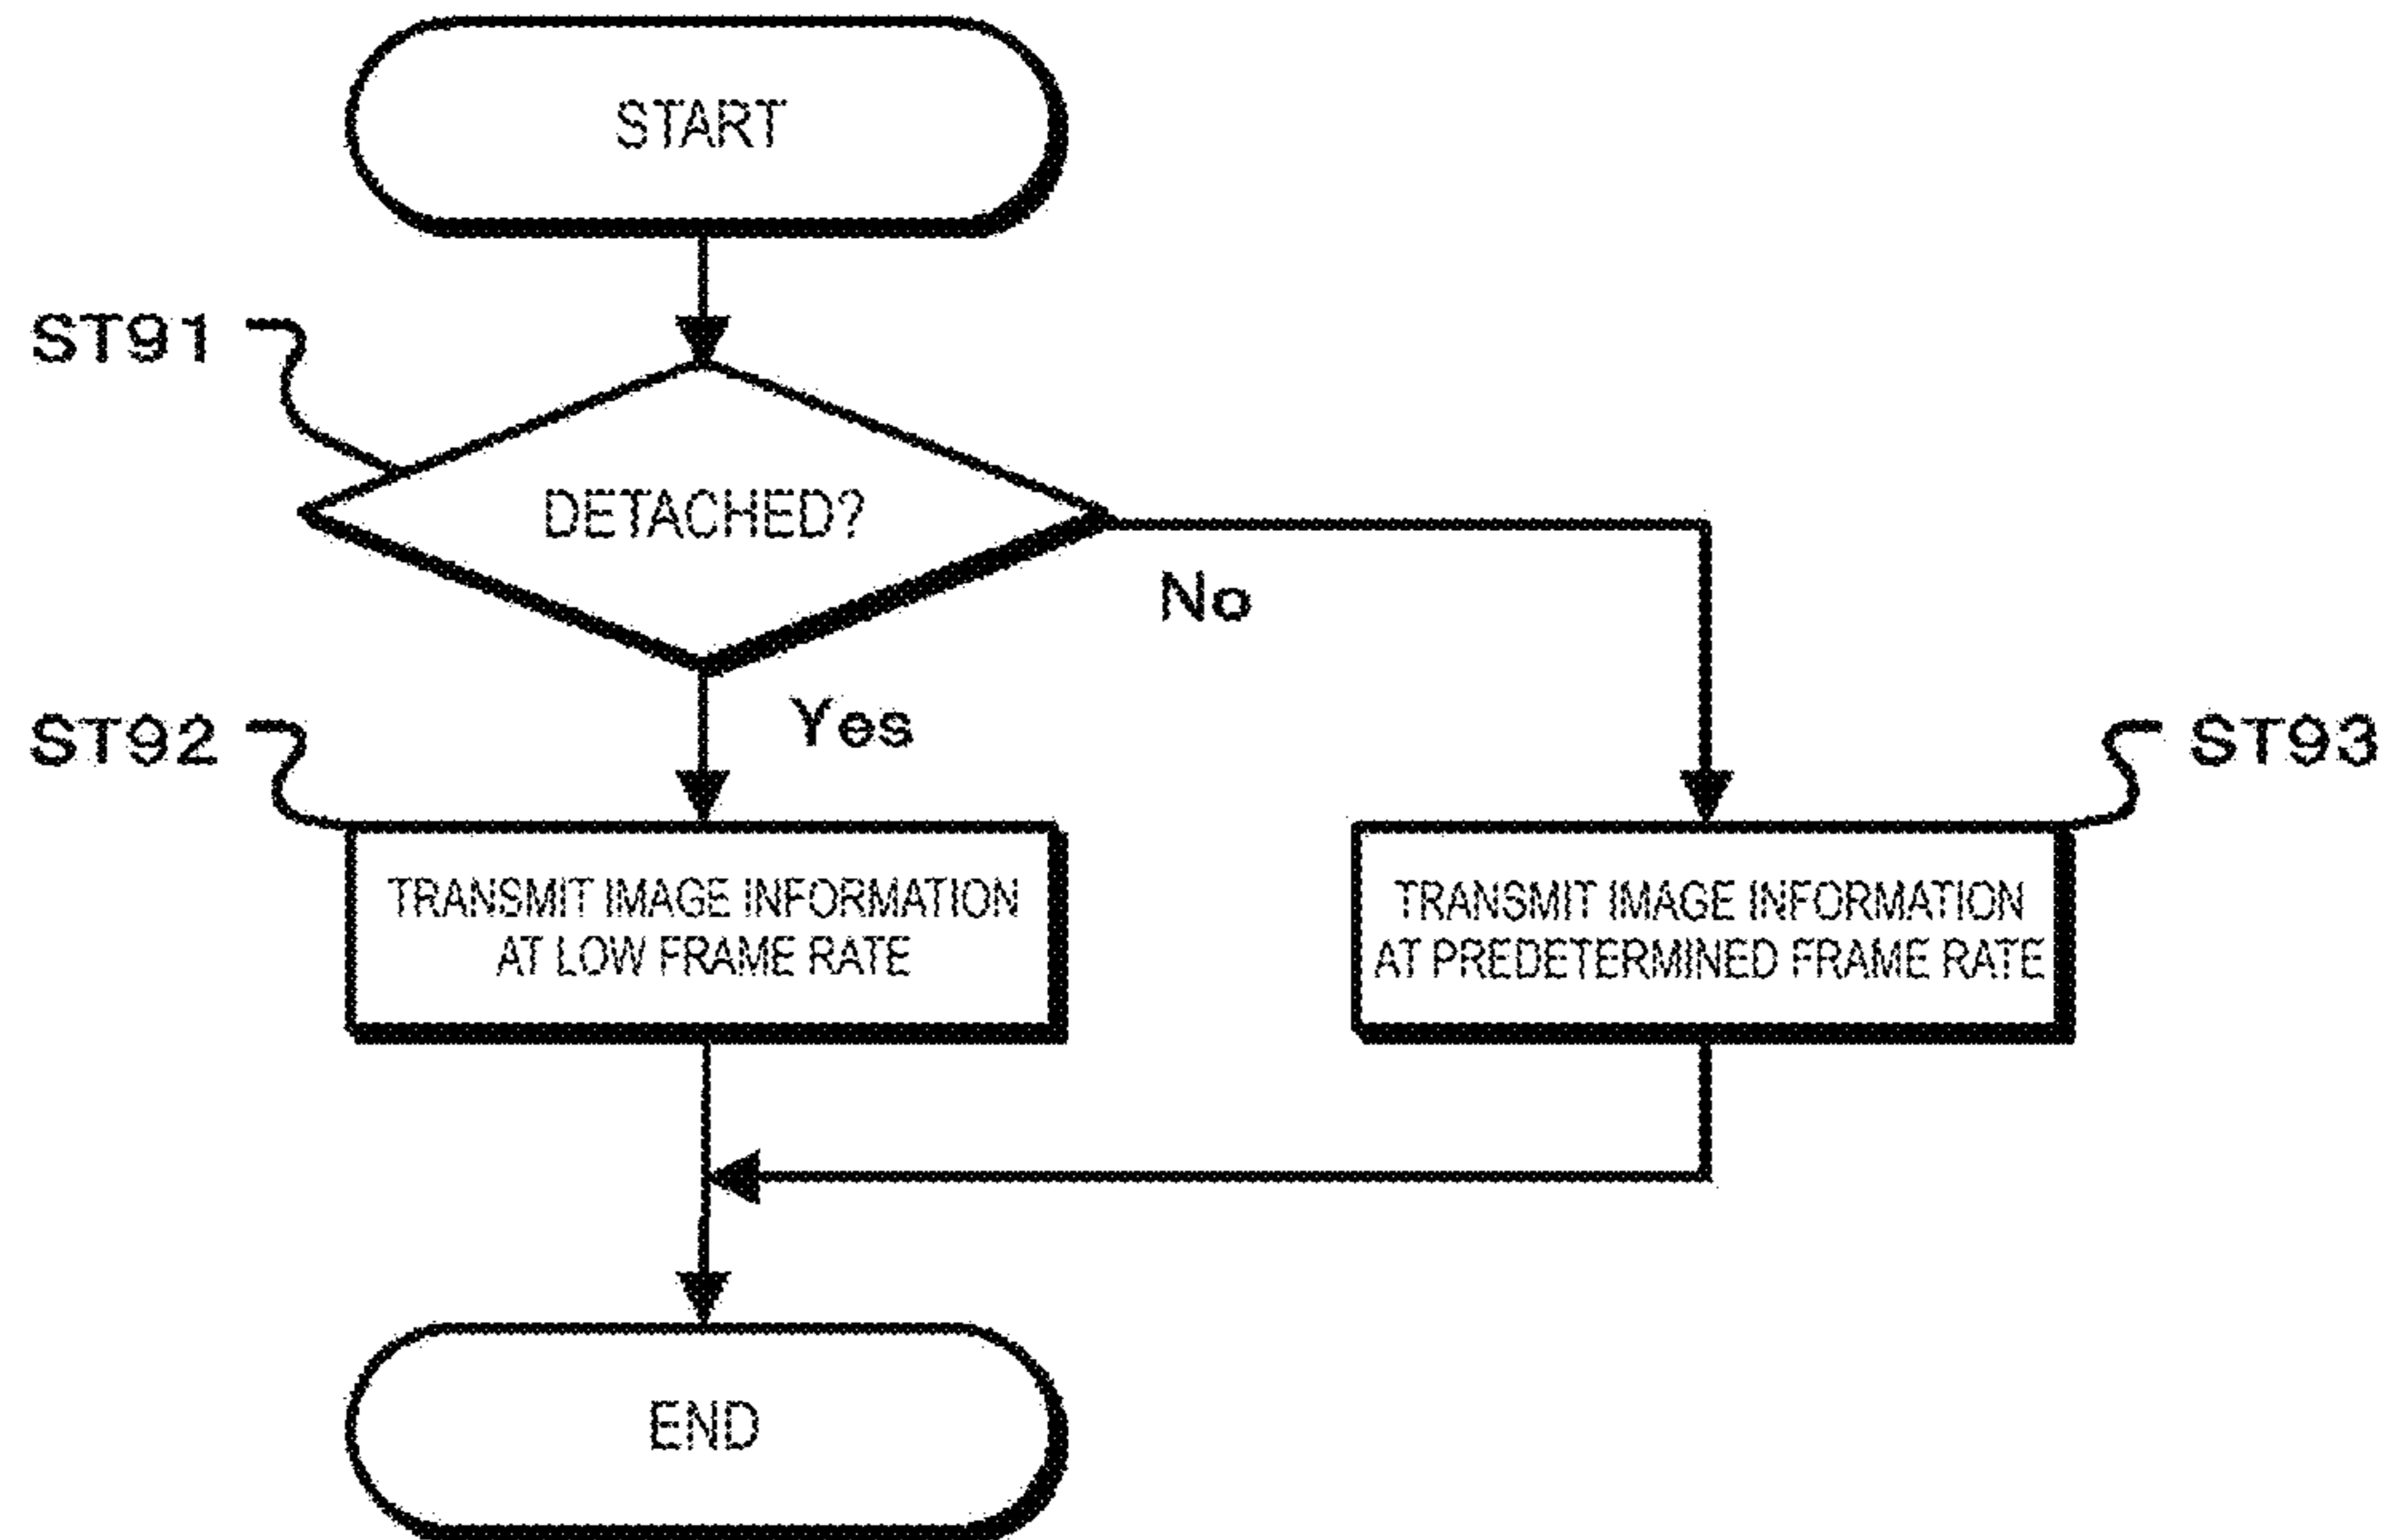 START
ST91
DETACHED?
No
Yes
ST92
ST93
TRANSMIT IMAGE INFORMATION
AT LOW FRAME RATE
TRANSMIT IMAGE INFORMATION
AT PREDETERMINED FRAME RATE
END